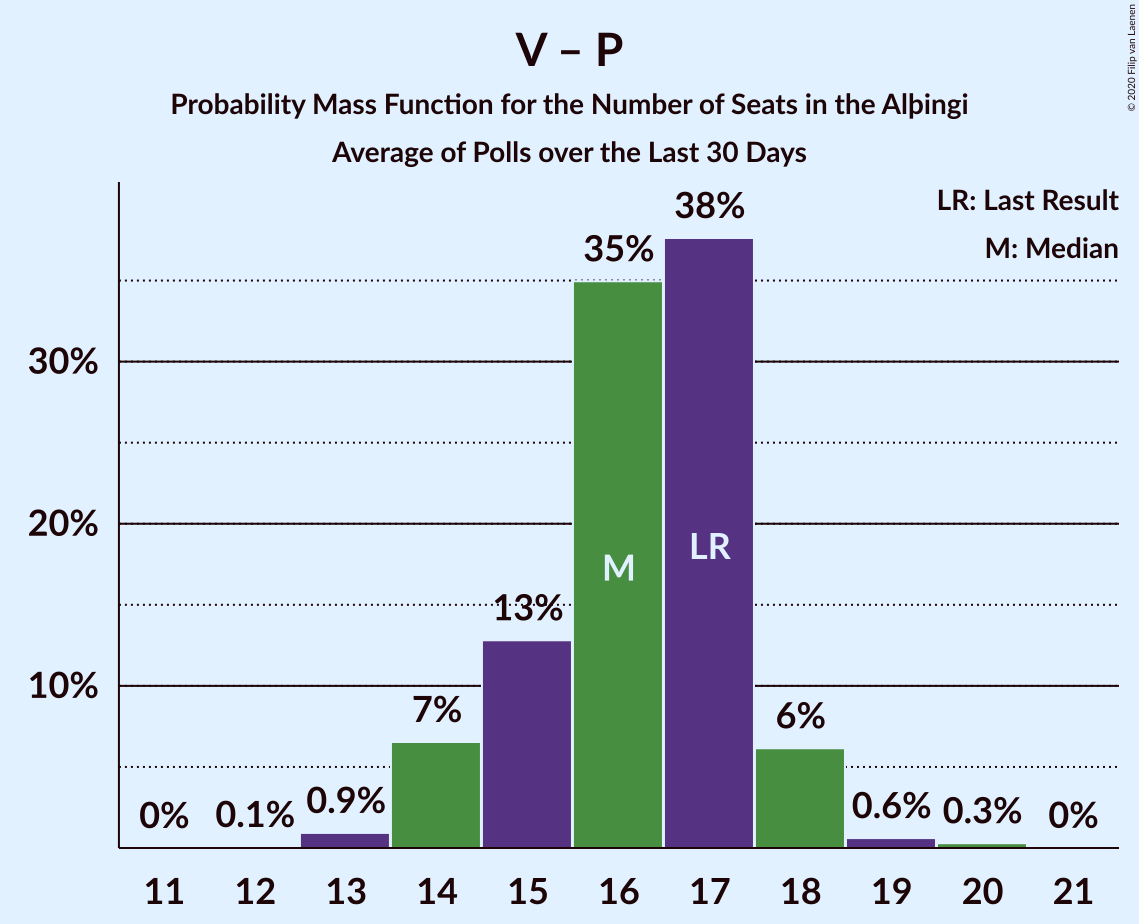 V – P
Probability Mass Function for the Number of Seats in the Alþingi
Average of Polls over the Last 30 Days
© 2020 Filip van Laenen
LR: Last Result
M: Median
38%
35%
30%
20%
10%
M
LR
13%
7%
6%
0%
0.1%
0.9%
0.6%
0.3%
0%
11 12 13 14 15 16 17 18 19 20 21